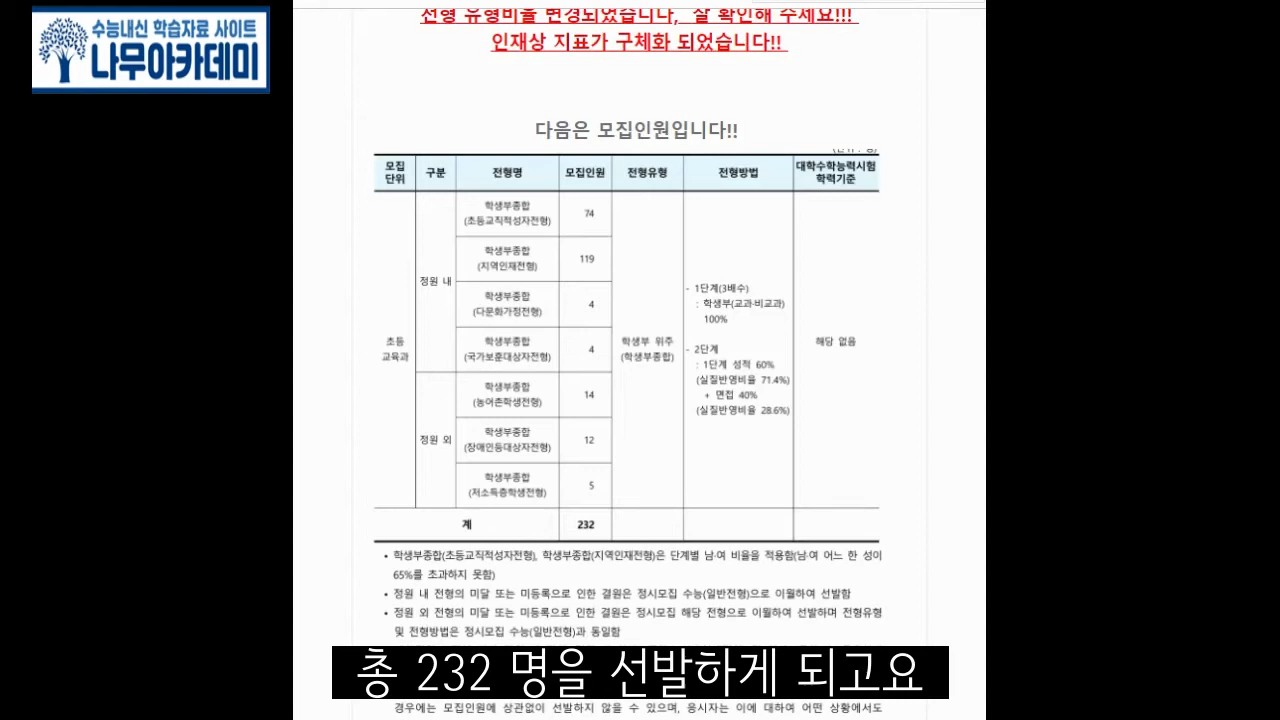 수능내신 학습자료 사이트
나무아카데미
전형 유형비율 변경되었습니다, 잘 확인해 주세요!!!
인재상 지표가 구체화 되었습니다!!
다음은 모집인원입니다!!
모집 단위 구분 전형명 모집인원 전형유형 전형방법 대학수학능력시험 학력기준
초등 교육과
정원 내
학생부종합
(초등교직적성자전형) 74
학생부종합
(지역인재전형) 119
학생부종합
(다문화가정전형) 4
학생부종합
(국가보훈대상자전형) 4
정원 외
학생부종합
(농어촌학생전형) 14
학생부종합
(장애인등대상자전형) 12
학생부종합
(저소득층학생전형) 5
학생부 위주
(학생부종합)
- 1단계(3배수)
: 학생부(교과·비교과)
100%
- 2단계
: 1단계 성적 60%
(실질반영비율 71.4%)
+ 면접 40%
(실질반영비율 28.6%)
해당 없음
계 232
• 학생부종합(초등교직적성자전형), 학생부종합(지역인재전형)은 단계별 남·여 비율을 적용함(남·여 어느 한 성이
65%를 초과하지 못함)
• 정원 내 전형의 미달 또는 미등록으로 인한 결원은 정시모집 수능(일반전형)으로 이월하여 선발함
• 정원 외 전형의 미달 또는 미등록으로 인한 결원은 정시모집 해당 전형으로 이월하여 선발하며 전형유형
및 전형방법은 정시모집 수능(일반전형)과 동일함
총 232 명을 선발하게 되고요
경우에는 모집인원에 상관없이 선발하지 않을 수 있으며, 응시자는 이에 대하여 어떤 상황에서도